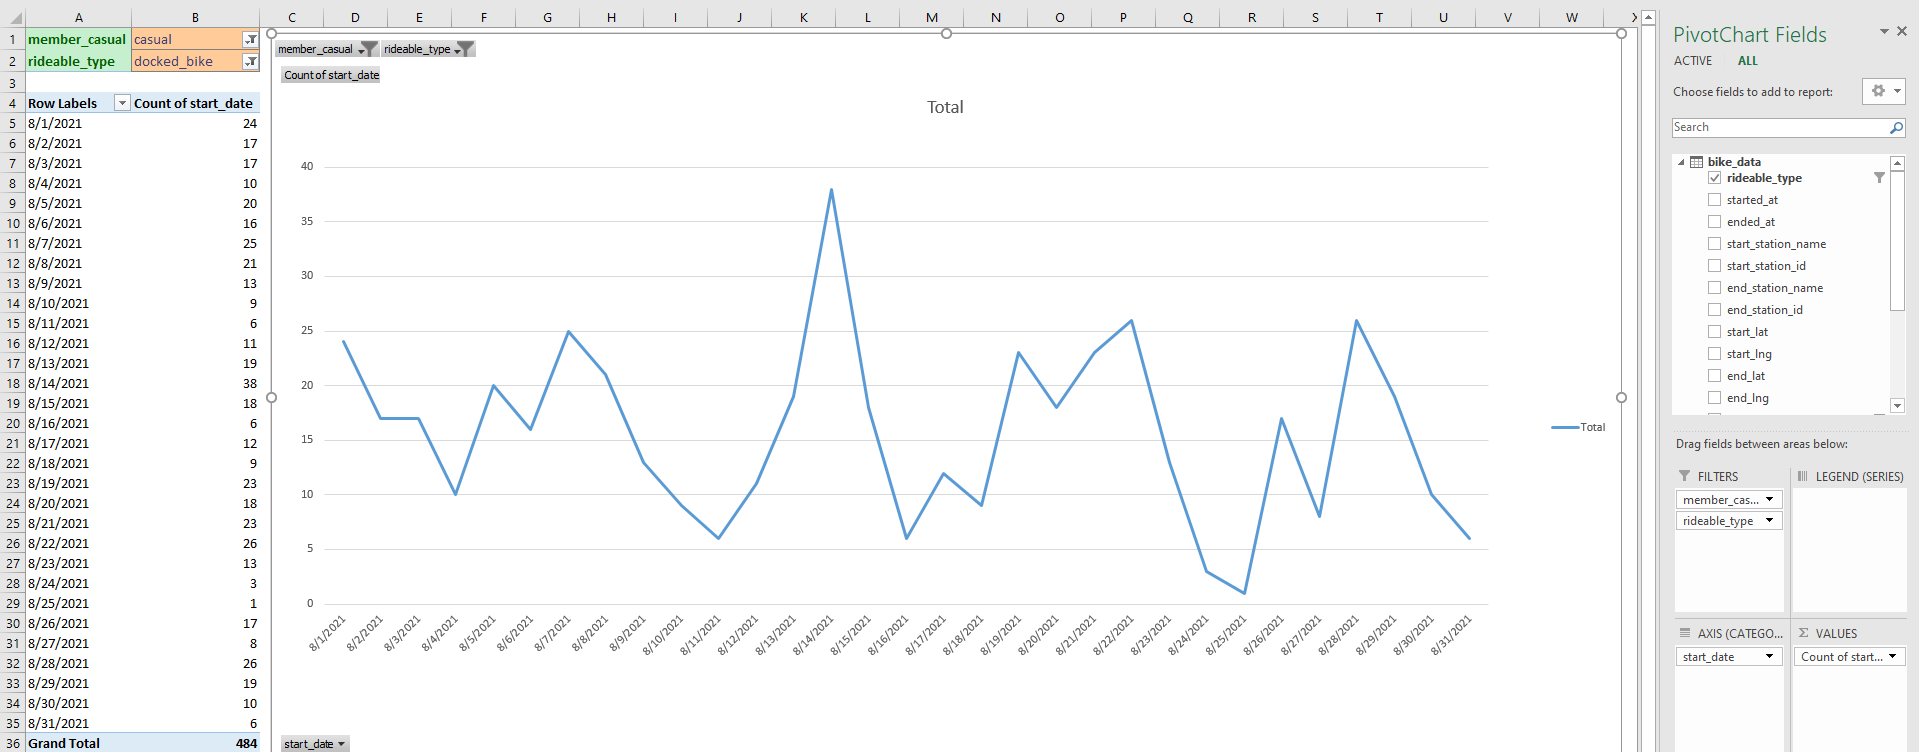 A B C D E F G H I J K L M N O P Q R S T U V W X
1 member_casual casual
2 rideable_type docked_bike
3
4 Row Labels Count of start_date
5 8/1/2021 24
6 8/2/2021 17
7 8/3/2021 17
8 8/4/2021 10
9 8/5/2021 20
10 8/6/2021 16
11 8/7/2021 25
12 8/8/2021 21
13 8/9/2021 13
14 8/10/2021 9
15 8/11/2021 6
16 8/12/2021 11
17 8/13/2021 19
18 8/14/2021 38
19 8/15/2021 18
20 8/16/2021 6
21 8/17/2021 12
22 8/18/2021 9
23 8/19/2021 23
24 8/20/2021 18
25 8/21/2021 23
26 8/22/2021 26
27 8/23/2021 13
28 8/24/2021 3
29 8/25/2021 1
30 8/26/2021 17
31 8/27/2021 8
32 8/28/2021 26
33 8/29/2021 19
34 8/30/2021 10
35 8/31/2021 6
36 Grand Total 484
member_casual rideable_type
Count of start_date
Total
40
35
30
25
20
15
10
5
0
8/1/2021 8/2/2021 8/3/2021 8/4/2021 8/5/2021 8/6/2021 8/7/2021 8/8/2021 8/9/2021 8/10/2021 8/11/2021 8/12/2021 8/13/2021 8/14/2021 8/15/2021 8/16/2021 8/17/2021 8/18/2021 8/19/2021 8/20/2021 8/21/2021 8/22/2021 8/23/2021 8/24/2021 8/25/2021 8/26/2021 8/27/2021 8/28/2021 8/29/2021 8/30/2021 8/31/2021
Total
start_date
PivotChart Fields
ACTIVE ALL
Choose fields to add to report:
Search
bike_data
rideable_type
started_at
ended_at
start_station_name
start_station_id
end_station_name
end_station_id
start_lat
start_lng
end_lat
end_lng
Drag fields between areas below:
FILTERS
member_cas...
rideable_type
LEGEND (SERIES)
AXIS (CATEGO...
start_date
Σ VALUES
Count of start...